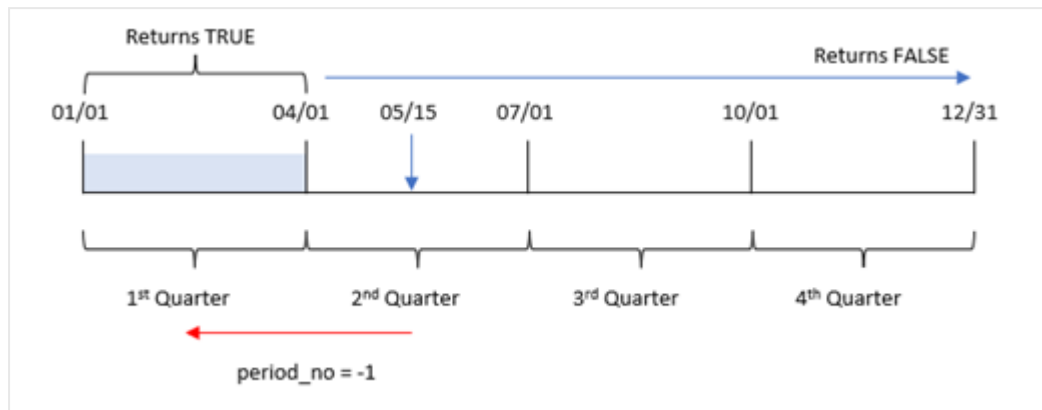 Returns TRUE
Returns FALSE
01/01 04/01 05/15 07/01 10/01 12/31
1st Quarter 2nd Quarter 3rd Quarter 4th Quarter
period_no = -1